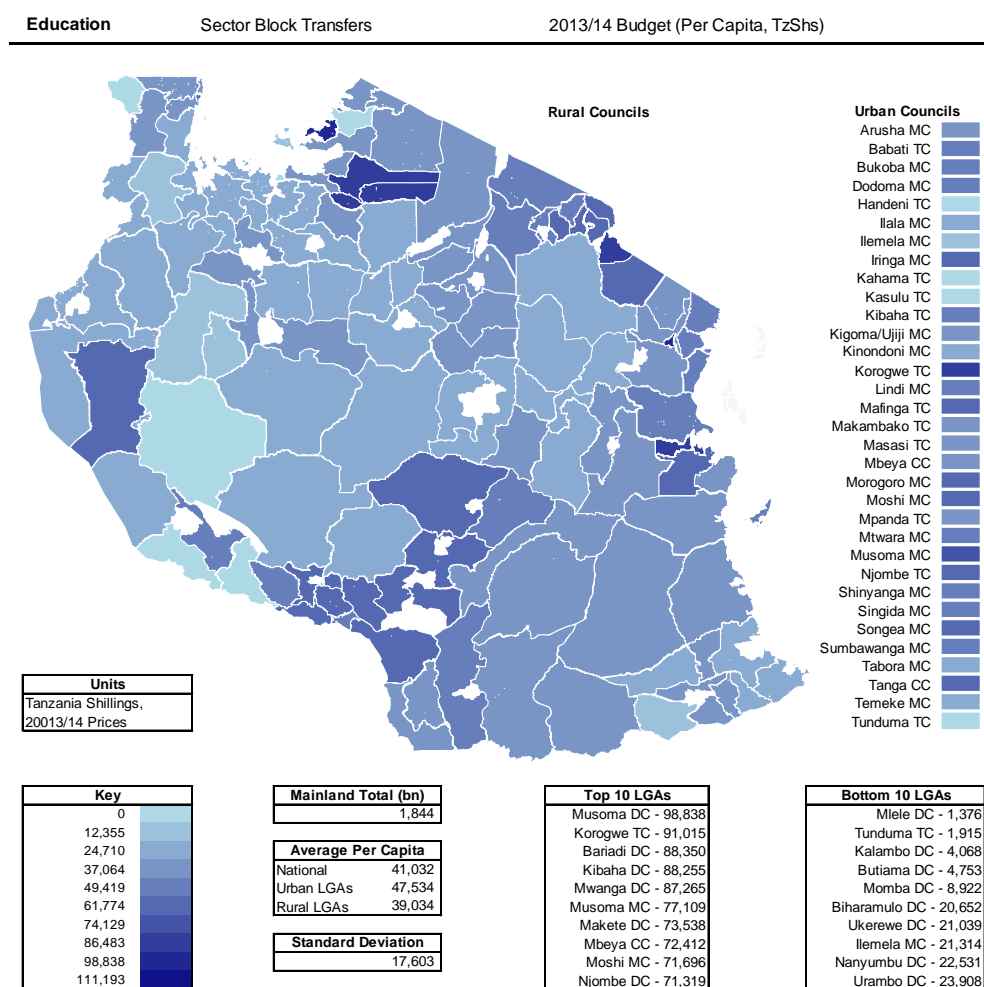 Education Sector Block Transfers 2013/14 Budget (Per Capita, TzShs)
Rural Councils
Urban Councils
Arusha MC
Babati TC
Bukoba MC
Dodoma MC
Handeni TC
Ilala MC
Ilemela MC
Iringa MC
Kahama TC
Kasulu TC
Kibaha TC
Kigoma/Ujiji MC
Kinondoni MC
Korogwe TC
Lindi MC
Mafinga TC
Makambako TC
Masasi TC
Mbeya CC
Morogoro MC
Moshi MC
Mpanda TC
Mtwara MC
Musoma MC
Njombe TC
Shinyanga MC
Singida MC
Songea MC
Sumbawanga MC
Tabora MC
Tanga CC
Temeke MC
Tunduma TC
Units
Tanzania Shillings,
20013/14 Prices
Key
0
12,355
24,710
37,064
49,419
61,774
74,129
86,483
98,838
111,193
Mainland Total (bn)
1,844
Average Per Capita
National 41,032
Urban LGAs 47,534
Rural LGAs 39,034
Standard Deviation
17,603
Top 10 LGAs
Musoma DC - 98,838
Korogwe TC - 91,015
Bariadi DC - 88,350
Kibaha DC - 88,255
Mwanga DC - 87,265
Musoma MC - 77,109
Makete DC - 73,538
Mbeya CC - 72,412
Moshi MC - 71,696
Njombe DC - 71,319
Bottom 10 LGAs
Mlele DC - 1,376
Tunduma TC - 1,915
Kalambo DC - 4,068
Butiama DC - 4,753
Momba DC - 8,922
Biharamulo DC - 20,652
Ukerewe DC - 21,039
Ilemela MC - 21,314
Nanyumbu DC - 22,531
Urambo DC - 23,908